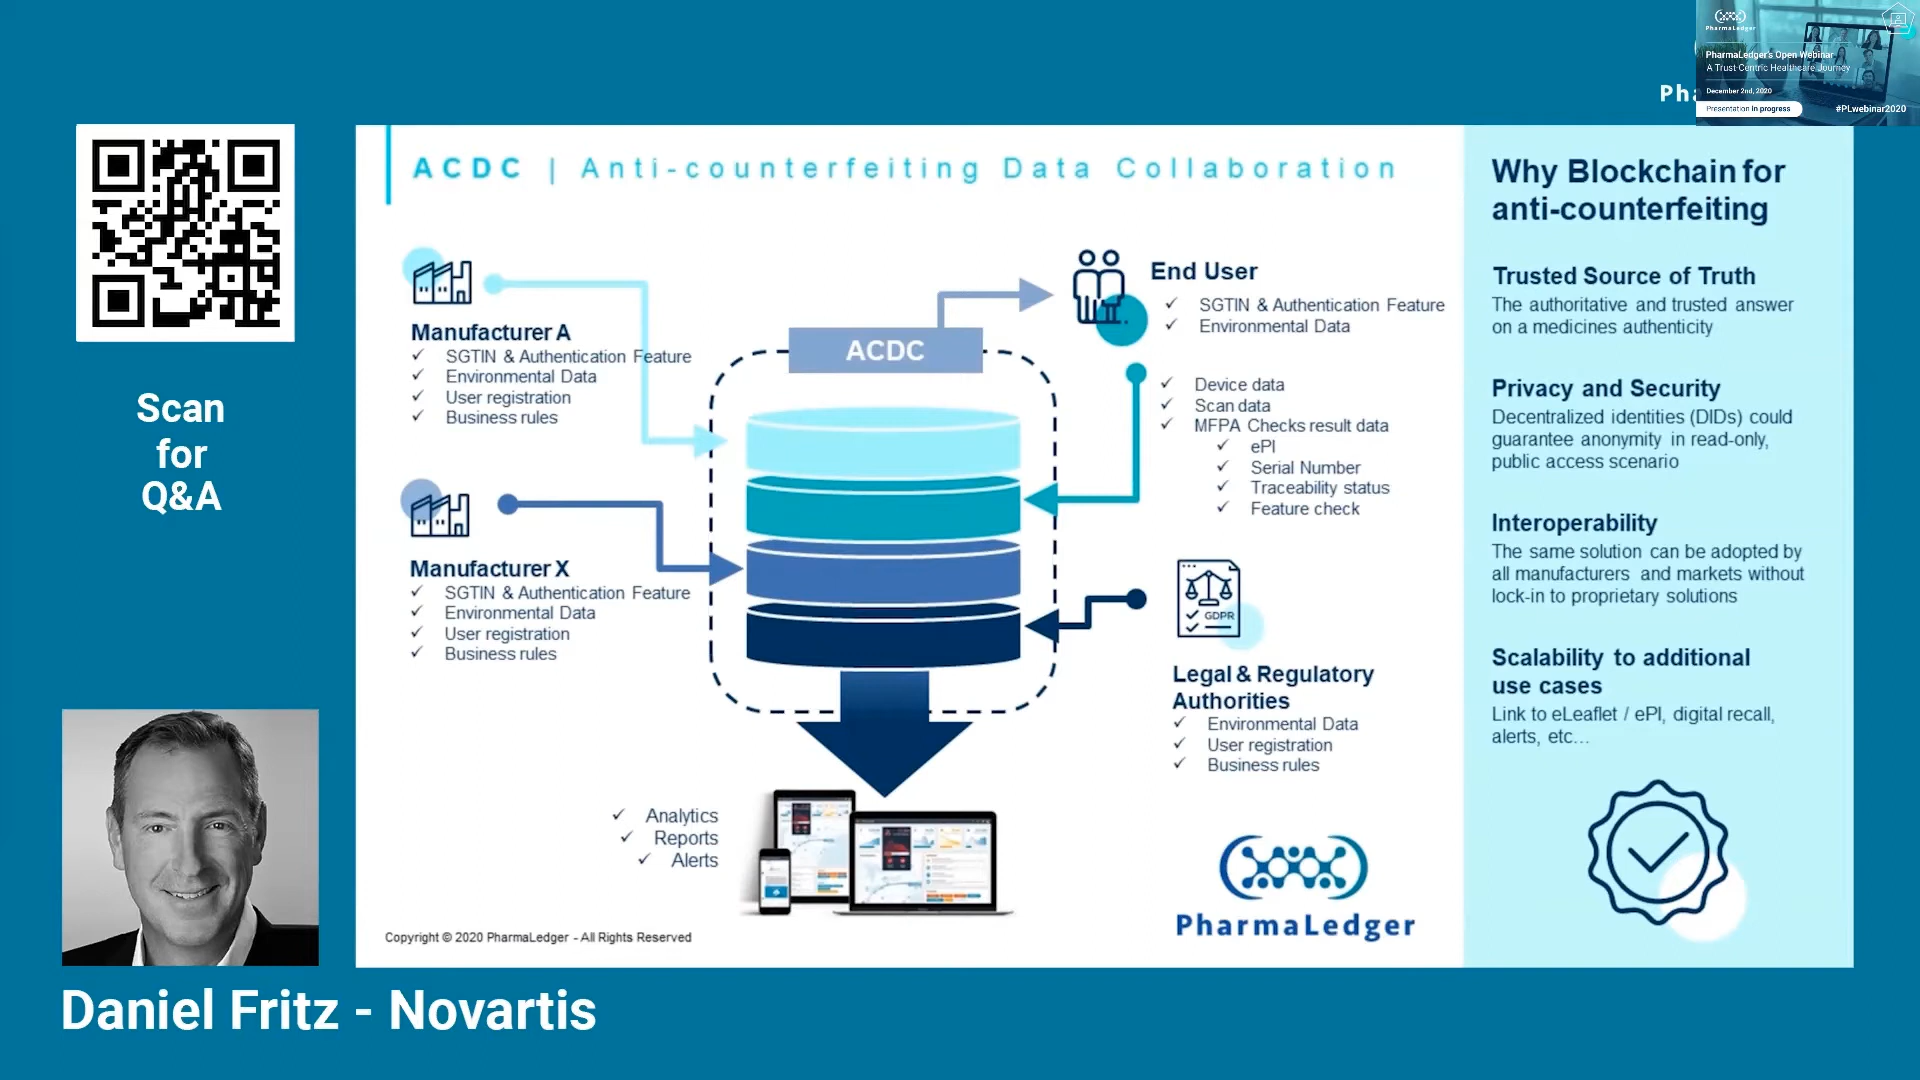 PharmaLedger
PharmaLedger's Open Webinar
A Trust-Centric Healthcare Journey
December 2nd, 2020
Presentation In progress
#PLwebinar2020
Scan
for
Q&A
Daniel Fritz - Novartis
ACDC | Anti-counterfeiting Data Collaboration
Manufacturer A
✓ SGTIN & Authentication Feature
✓ Environmental Data
✓ User registration
✓ Business rules
Manufacturer X
✓ SGTIN & Authentication Feature
✓ Environmental Data
✓ User registration
✓ Business rules
ACDC
End User
✓ SGTIN & Authentication Feature
✓ Environmental Data
✓ Device data
✓ Scan data
✓ MFPA Checks result data
✓ ePI
✓ Serial Number
✓ Traceability status
✓ Feature check
GDPR
Legal & Regulatory
Authorities
✓ Environmental Data
✓ User registration
✓ Business rules
✓ Analytics
✓ Reports
✓ Alerts
PharmaLedger
Copyright © 2020 PharmaLedger - All Rights Reserved
Why Blockchain for
anti-counterfeiting
Trusted Source of Truth
The authoritative and trusted answer
on a medicines authenticity
Privacy and Security
Decentralized identities (DIDs) could
guarantee anonymity in read-only,
public access scenario
Interoperability
The same solution can be adopted by
all manufacturers and markets without
lock-in to proprietary solutions
Scalability to additional
use cases
Link to eLeaflet / ePI, digital recall,
alerts, etc...